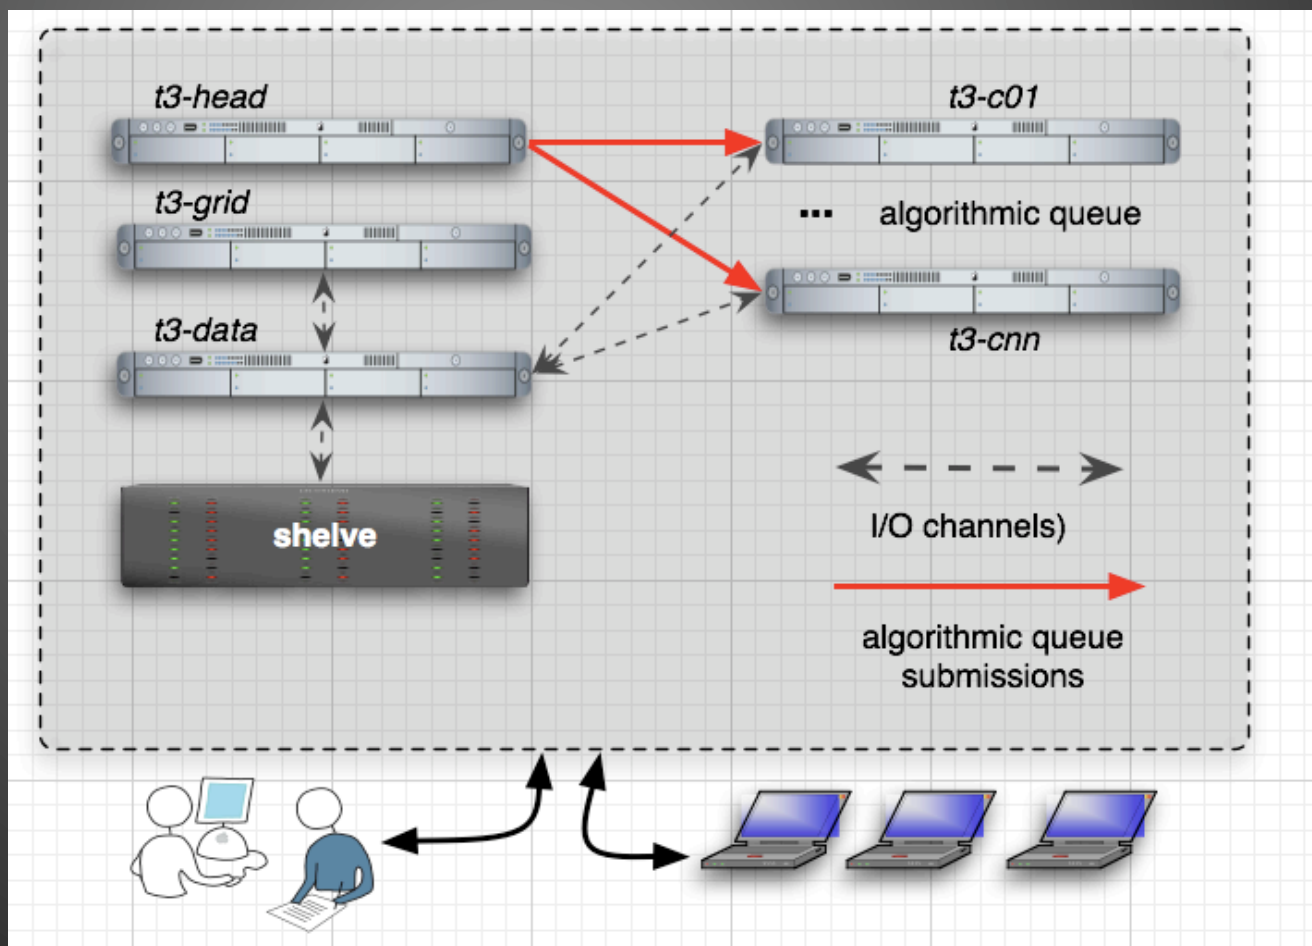 t3-head
t3-c01
t3-grid
... algorithmic queue
t3-data
t3-cnn
shelve
I/O channels)
algorithmic queue
submissions